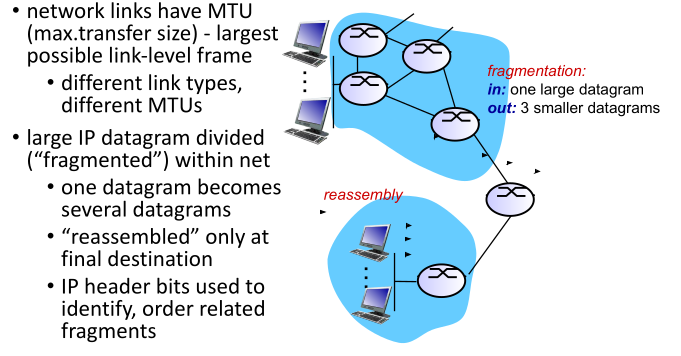 • network links have MTU
(max.transfer size) - largest
possible link-level frame
• different link types,
different MTUs
• large IP datagram divided
(“fragmented”) within net
• one datagram becomes
several datagrams
• “reassembled” only at
final destination
• IP header bits used to
identify, order related
fragments
fragmentation:
in: one large datagram
out: 3 smaller datagrams
reassembly